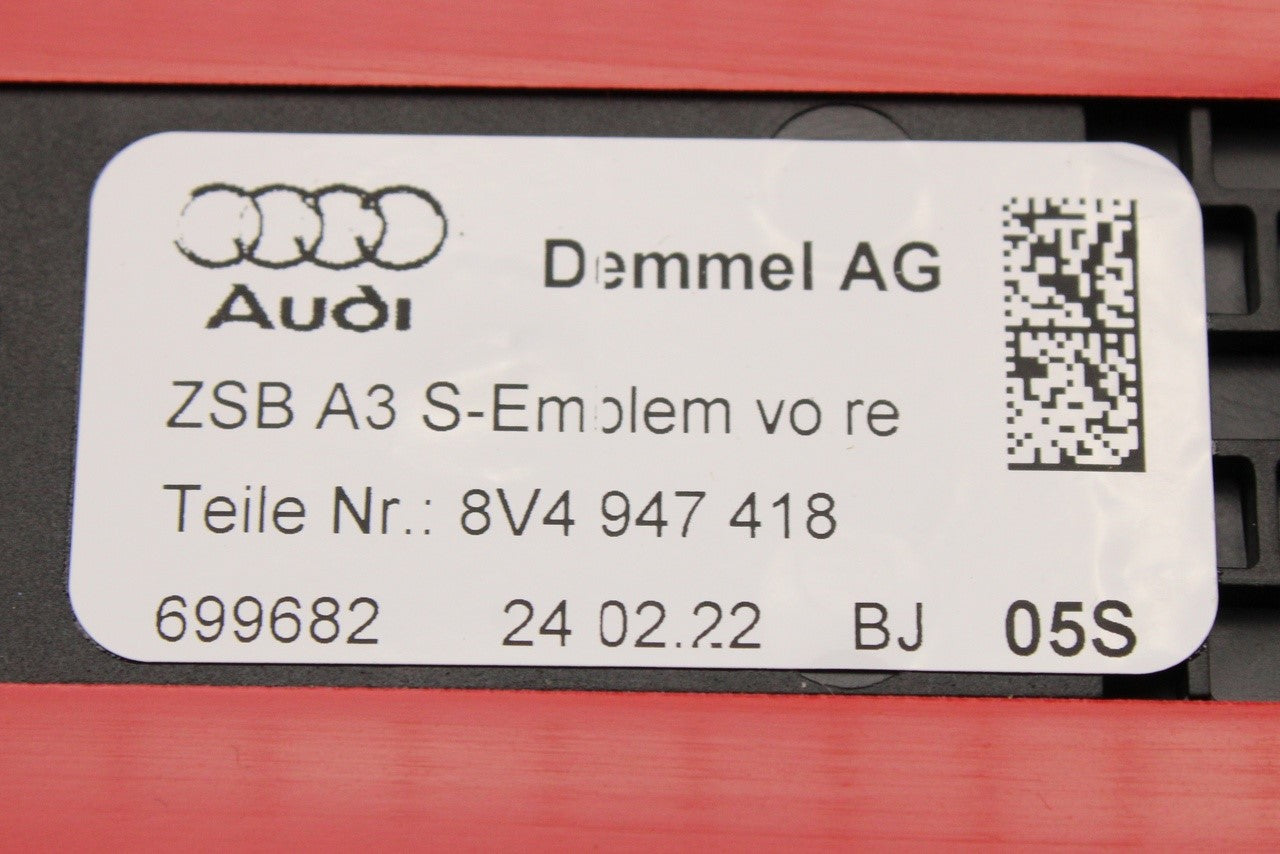 Audi
Demmel AG
ZSB A3 S-Emblem vo re
Teile Nr.: 8V4 947 418
699682 24 02.22 BJ 05S